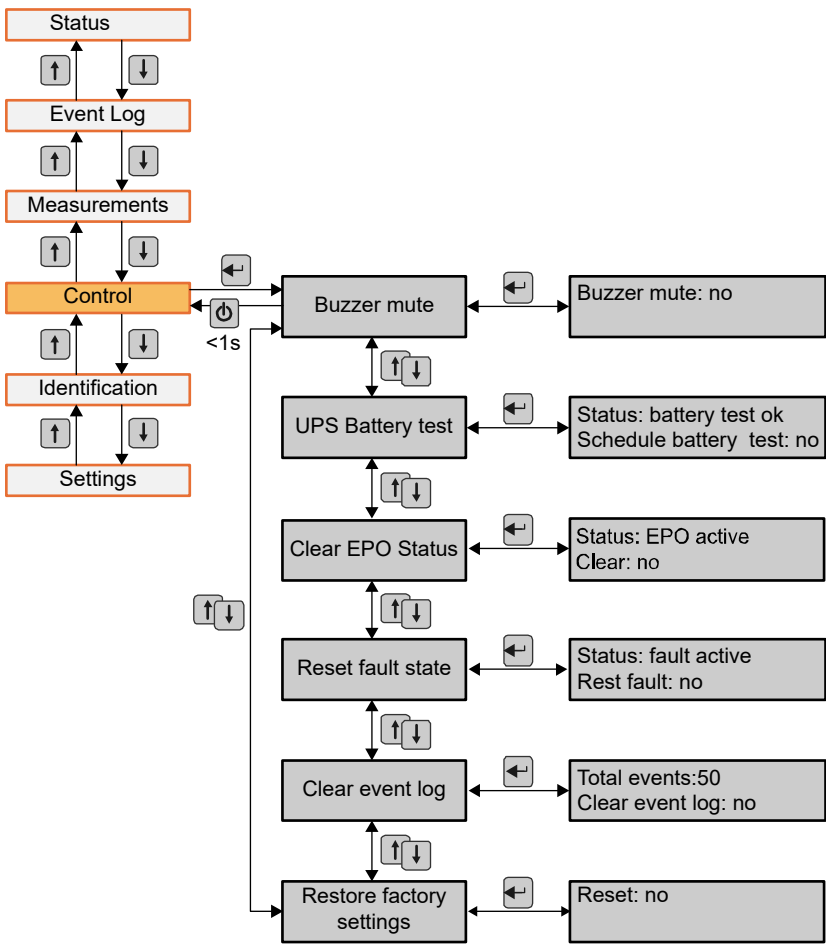 Status
Event Log
Measurements
Control
<1s
Identification
Settings
Buzzer mute
Buzzer mute: no
UPS Battery test
Status: battery test ok
Schedule battery test: no
Clear EPO Status
Status: EPO active
Clear: no
Reset fault state
Status: fault active
Rest fault: no
Clear event log
Total events:50
Clear event log: no
Restore factory
settings
Reset: no